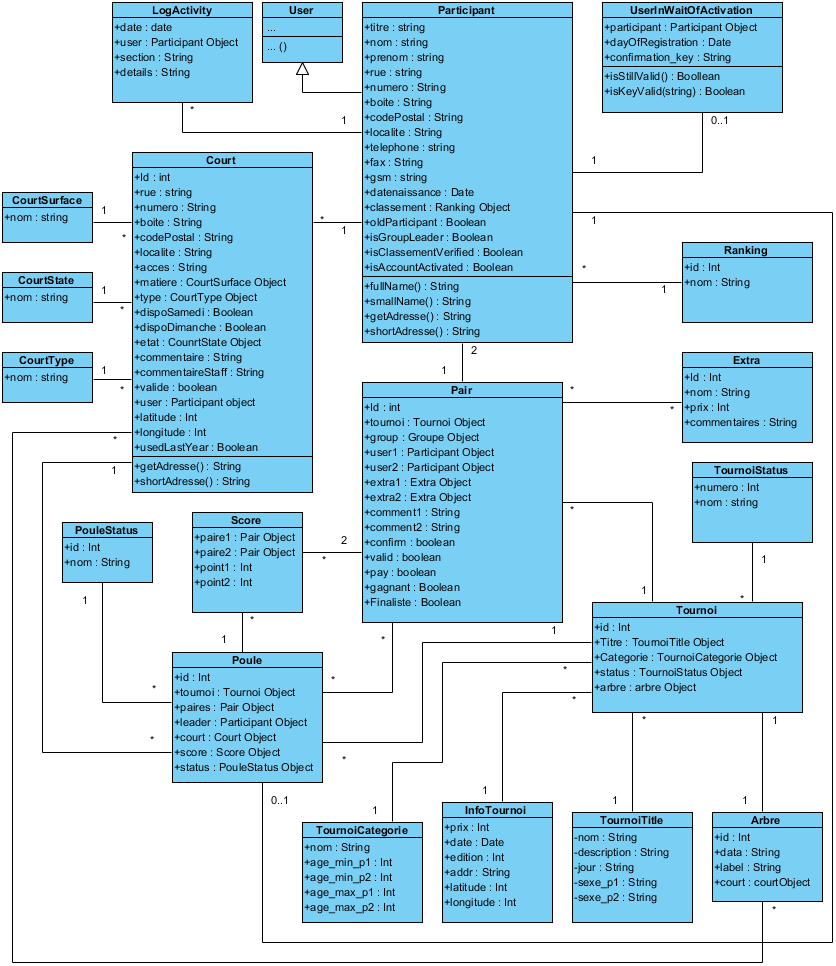 LogActivity
+date : date
+user : Participant Object
+section : String
+details : String
*
1
User
...
... ()
Participant
+titre : string
+nom : string
+prenom : string
+rue : string
+numero : String
+boite : String
+codePostal : String
+localite : String
+telephone : string
+fax : String
+gsm : string
+datenaissance : Date
+classement : Ranking Object
+oldParticipant : Boolean
+isGroupLeader : Boolean
+isClassementVerified : Boolean
+isAccountActivated : Boolean
+fullName() : String
+smallName() : String
+getAdresse() : String
+shortAdresse() : String
UserInWaitOfActivation
+participant : Participant Object
+dayOfRegistration : Date
+confirmation_key : String
+isStillValid() :Boollean
+isKeyValid(string) : Boolean
0..1
1
Court
+Id : int
+rue : string
+numero : String
+boite : String
+codePostal : String
+localite : String
+acces : String
+matiere : CourtSurface Object
+type : CourtType Object
+dispoSamedi : Boolean
+dispoDimanche : Boolean
+etat : CounrtState Object
+commentaire : String
+commentaireStaff : String
+valide : boolean
+user : Participant object
+latitude : Int
+longitude : Int
+usedLastYear : Boolean
+getAdresse() : String
+shortAdresse() : String
*
1
CourtSurface
+nom : string
1
*
CourtState
+nom : string
1
*
CourtType
+nom : string
1
*
*
1
1
Ranking
+id : Int
+nom : String
*
1
2
1
Pair
+Id : int
+tournoi : Tournoi Object
+group : Groupe Object
+user1 : Participant Object
+user2 : Participant Object
+extra1 : Extra Object
+extra2 : Extra Object
+comment1 : String
+comment2 : String
+confirm : boolean
+valid : boolean
+pay : boolean
+gagnant : Boolean
+Finaliste : Boolean
Extra
+Id : Int
+nom : String
+prix : Int
+commentaires : String
*
*
TournoiStatus
+numero : Int
+nom : string
1
*
*
1
PouleStatus
+id : Int
+nom : String
1
*
Score
+paire1 : Pair Object
+paire2 : Pair Object
+point1 : Int
+point2 : Int
2
*
*
1
Tournoi
+id : Int
+Titre : TournoiTitle Object
+Categorie : TournoiCategorie Object
+status : TournoiStatus Object
+arbre : arbre Object
Poule
+id : Int
+tournoi : Tournoi Object
+paires : Pair Object
+leader : Participant Object
+court : Court Object
+score : Score Object
+status : PouleStatus Object
*
*
*
1
*
*
*
0..1
*
1
1
1
1
1
TournoiCategorie
+nom : String
+age_min_p1 : Int
+age_min_p2 : Int
+age_max_p1 : Int
+age_max_p2 : Int
InfoTournoi
+prix : Int
+date : Date
+edition : Int
+addr : String
+latitude : Int
+longitude : Int
TournoiTitle
-nom : String
-description : String
-jour : String
-sexe_p1 : String
-sexe_p2 : String
Arbre
+id : Int
+data : String
+label : String
+court : courtObject
*